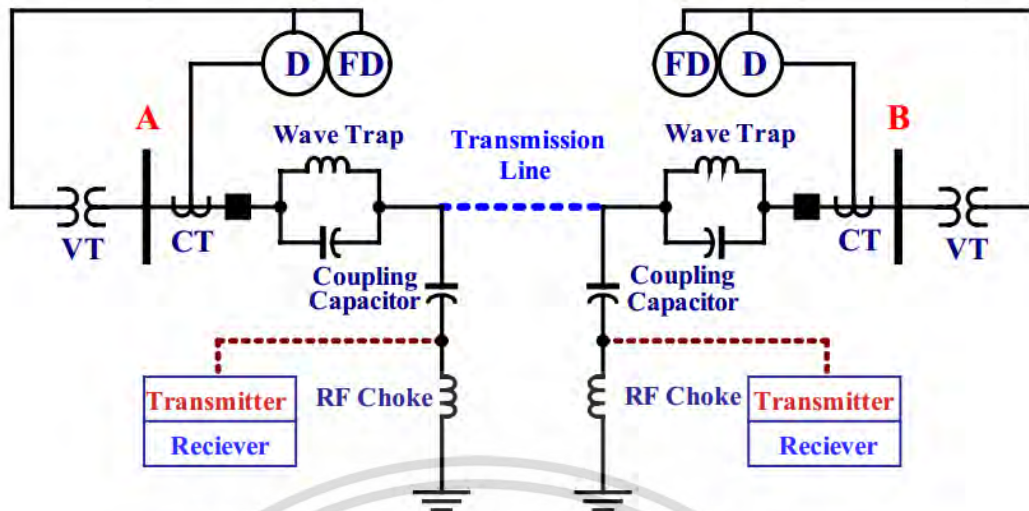 D FD
FD D
A
B
Wave Trap
Transmission
Line
Wave Trap
VT
CT
CT
VT
Coupling
Capacitor
Coupling
Capacitor
RF Choke
RF Choke
Transmitter
Reciever
Transmitter
Reciever